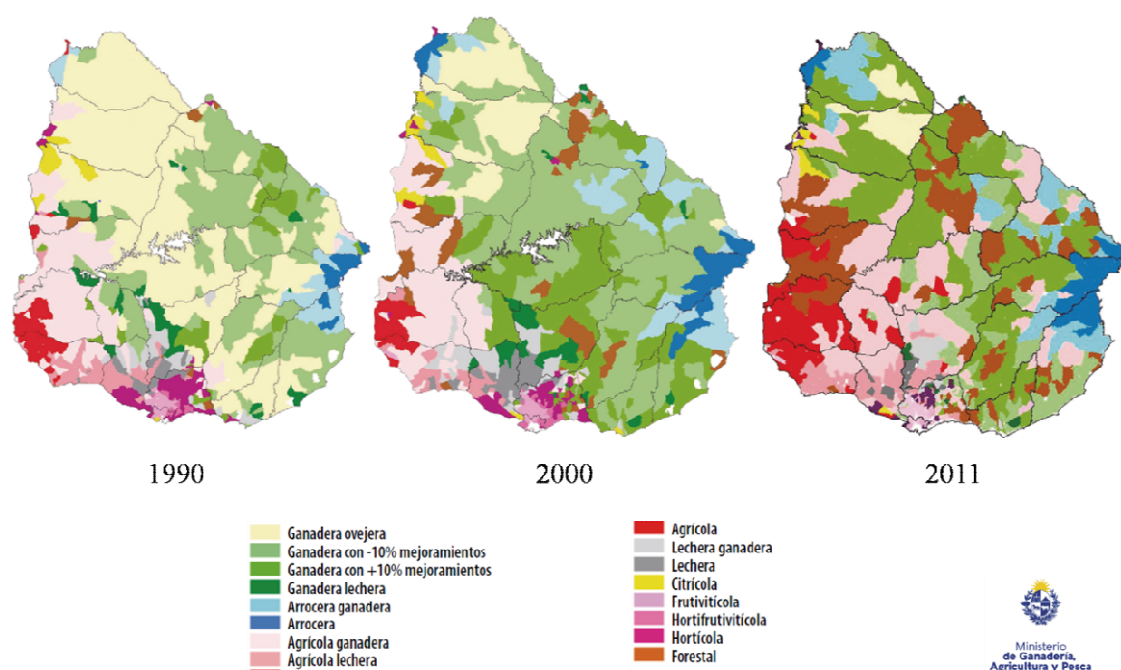 1990
2000
2011
Ganadera ovejera
Ganadera con -10% mejoramientos
Ganadera con +10% mejoramientos
Ganadera lechera
Arrocera ganadera
Arrocera
Agrícola ganadera
Agrícola lechera
Agrícola
Lechera ganadera
Lechera
Citrícola
Frutivitícola
Hortifrutivitícola
Hortícola
Forestal
Ministerio
de Ganadería,
Agricultura y Pesca